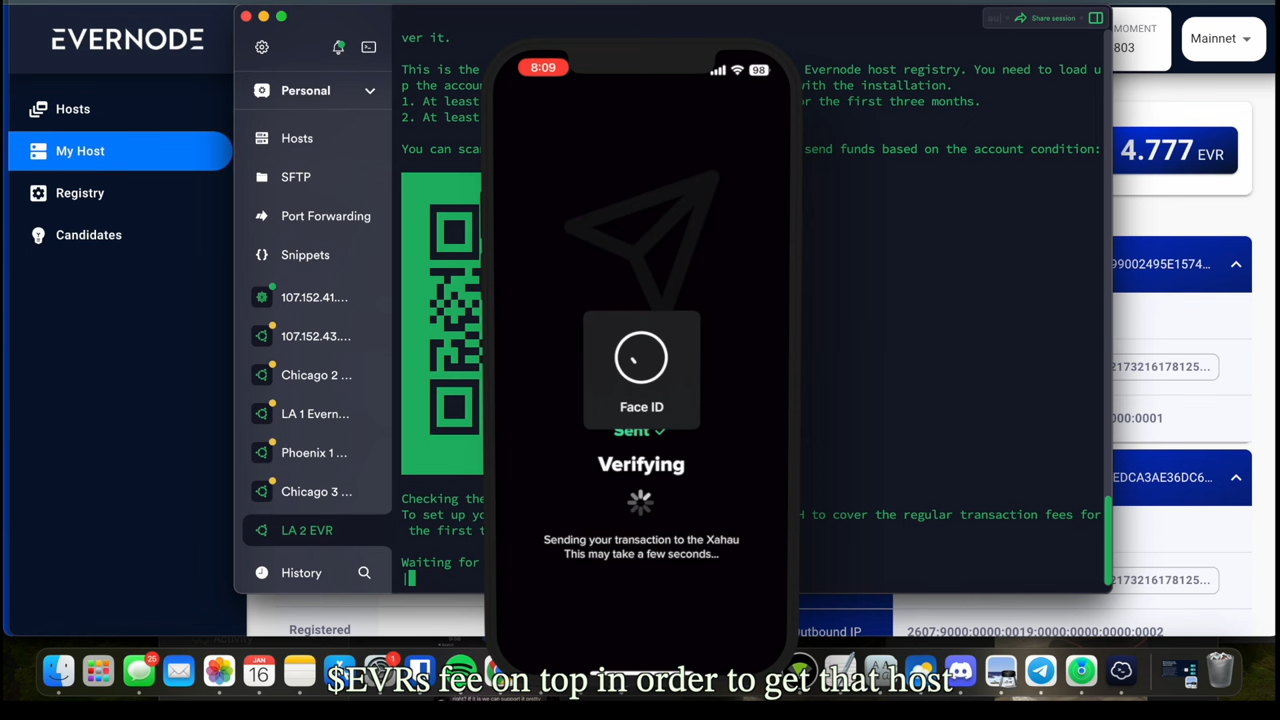 EVERNODE
Hosts
My Host
Registry
Candidates
Personal
Hosts
SFTP
Port Forwarding
Snippets
107.152.41....
107.152.43....
Chicago 2 ...
LA 1 Evern...
Phoenix 1 ...
Chicago 3 ...
LA 2 EVR
History
Share session
ver it.
This is the
Evernode host registry. You need to load u
p the accoun
with the installation.
1. At least
or the first three months.
2. At least
You can scan
send funds based on the account condition:
Checking the
To set up yo
H to cover the regular transaction fees for
the first t
Waiting for
8:09
98
Face ID
Sent
Verifying
Sending your transaction to the Xahau
This may take a few seconds...
MOMENT
803
Mainnet
4.777 EVR
99002495E1574...
2173216178125...
000:0001
EDCA3AE36DC6...
2173216178125...
Registered
Outbound IP
2607:9000:0000:0019:0000:0000:0000:0002
25
JAN
16
1
$EVRs fee on top in order to get that host